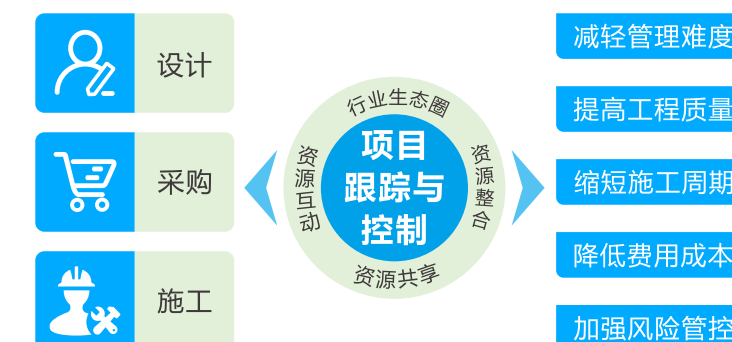 设计
采购
施工
行业生态圈
资源互动
项目
跟踪与
控制
资源整合
资源共享
减轻管理难度
提高工程质量
缩短施工周期
降低费用成本
加强风险管控